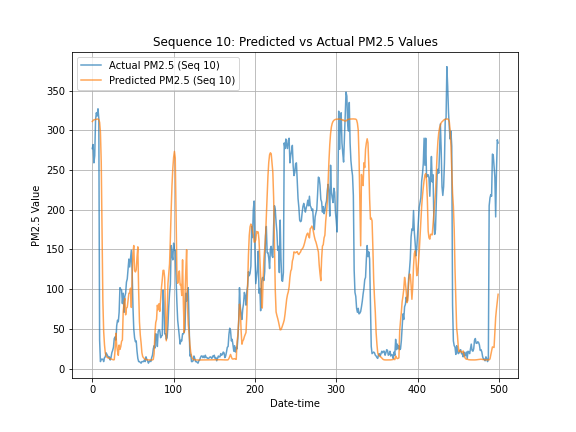 Sequence 10: Predicted vs Actual PM2.5 Values
Actual PM2.5 (Seq 10)
Predicted PM2.5 (Seq 10)
PM2.5 Value
350
300
250
200
150
100
50
0
0 100 200 300 400 500
Date-time